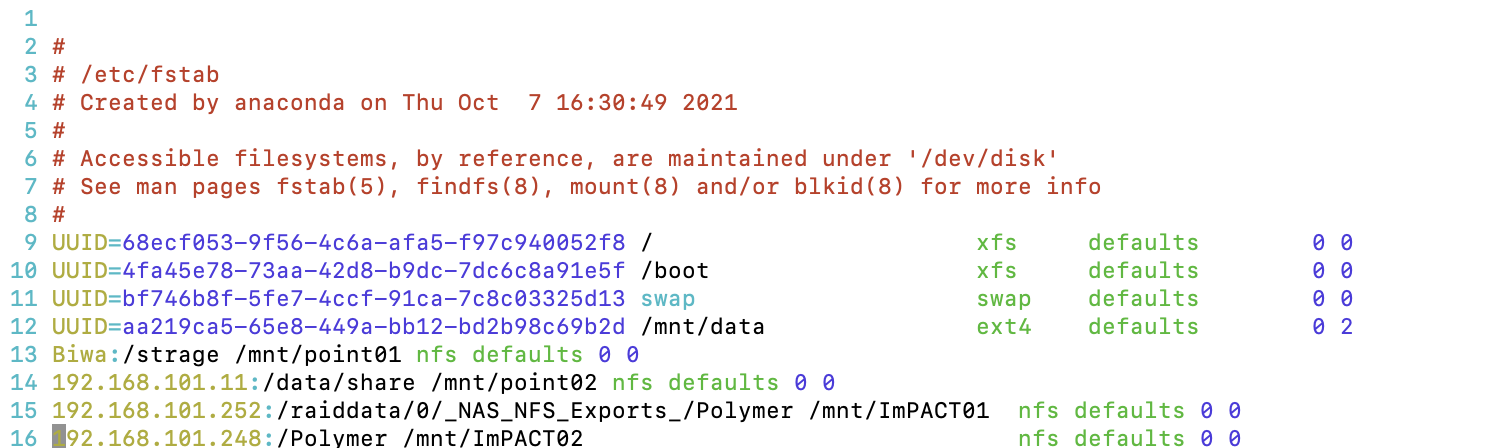 1
2 #
3 # /etc/fstab
4 # Created by anaconda on Thu Oct  7 16:30:49 2021
5 #
6 # Accessible filesystems, by reference, are maintained under '/dev/disk'
7 # See man pages fstab(5), findfs(8), mount(8) and/or blkid(8) for more info
8 #
9 UUID=68ecf053-9f56-4c6a-afa5-f97c940052f8 /                       xfs     defaults        0 0
10 UUID=4fa45e78-73aa-42d8-b9dc-7dc6c8a91e5f /boot                   xfs     defaults        0 0
11 UUID=bf746b8f-5fe7-4ccf-91ca-7c8c03325d13 swap                    swap    defaults        0 0
12 UUID=aa219ca5-65e8-449a-bb12-bd2b98c69b2d /mnt/data               ext4    defaults        0 2
13 Biwa:/strage /mnt/point01 nfs defaults 0 0
14 192.168.101.11:/data/share /mnt/point02 nfs defaults 0 0
15 192.168.101.252:/raiddata/0/_NAS_NFS_Exports_/Polymer /mnt/ImPACT01  nfs defaults 0 0
16 192.168.101.248:/Polymer /mnt/ImPACT02                               nfs defaults 0 0